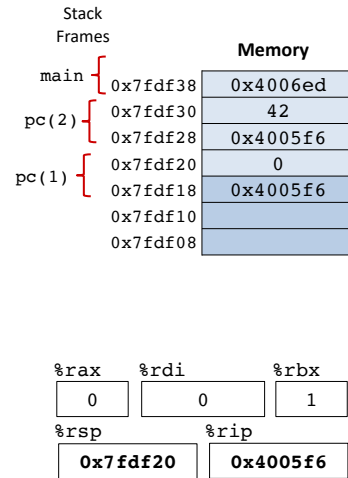 Stack
Frames
Memory
main
0x7fdf38 0x4006ed
pc(2)
0x7fdf30 42
0x7fdf28 0x4005f6
pc(1)
0x7fdf20 0
0x7fdf18 0x4005f6
0x7fdf10
0x7fdf08
%rax %rdi %rbx
0 0 1
%rsp %rip
0x7fdf20 0x4005f6